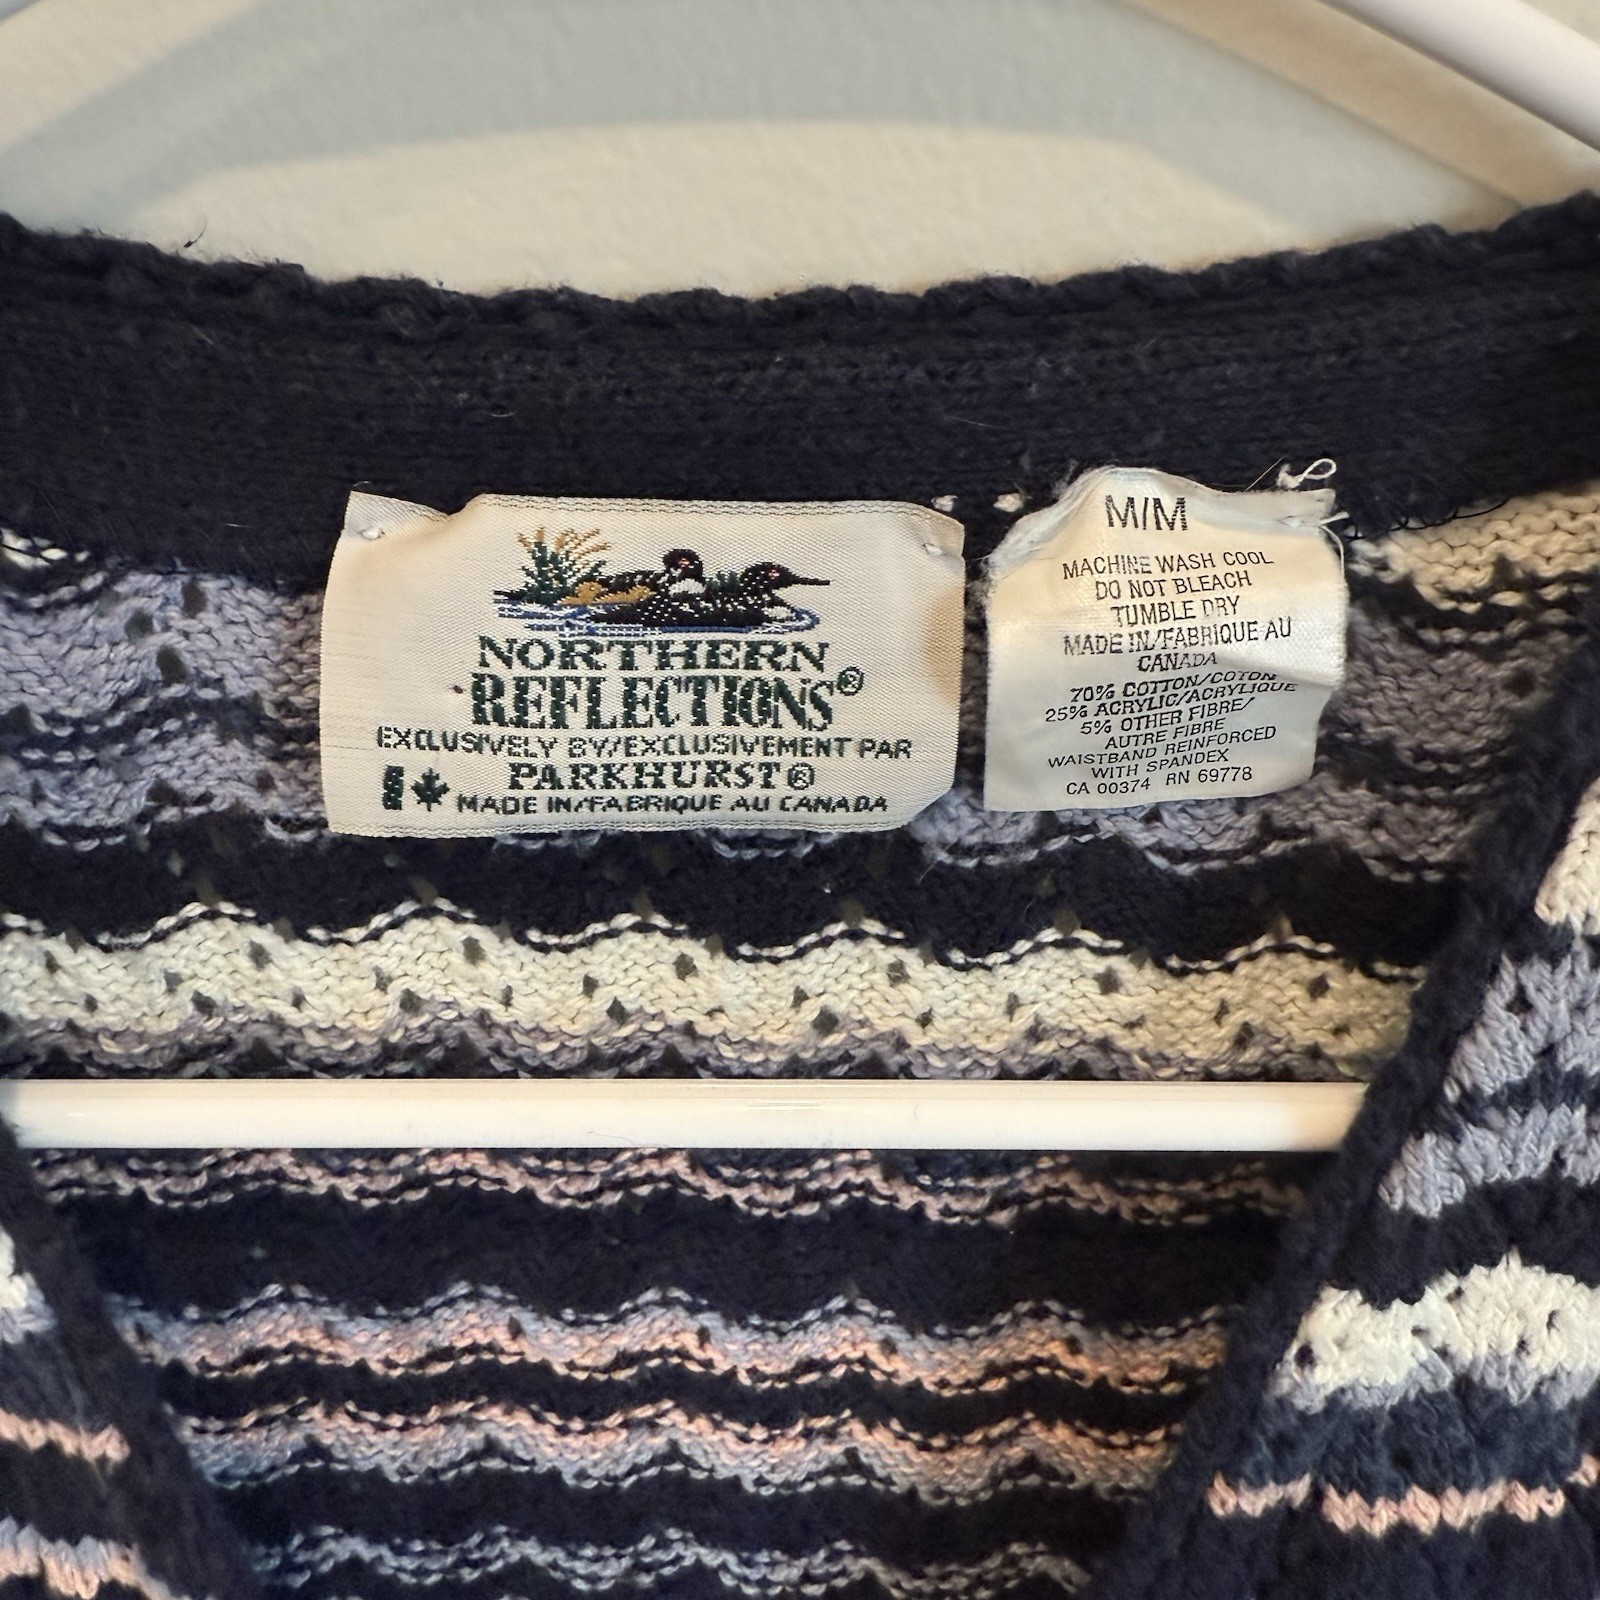 NORTHERN
REFLECTIONS®
EXCLUSIVELY BY/EXCLUSIVEMENT PAR
PARKHURST®
MADE IN/FABRIQUE AU CANADA
M/M
MACHINE WASH COOL
DO NOT BLEACH
TUMBLE DRY
MADE IN/FABRIQUE AU
CANADA
70% COTTON/COTON
25% ACRYLIC/ACRYLIQUE
5% OTHER FIBRE/
AUTRE FIBRE
WAISTBAND REINFORCED
WITH SPANDEX
CA 00374 RN 69778